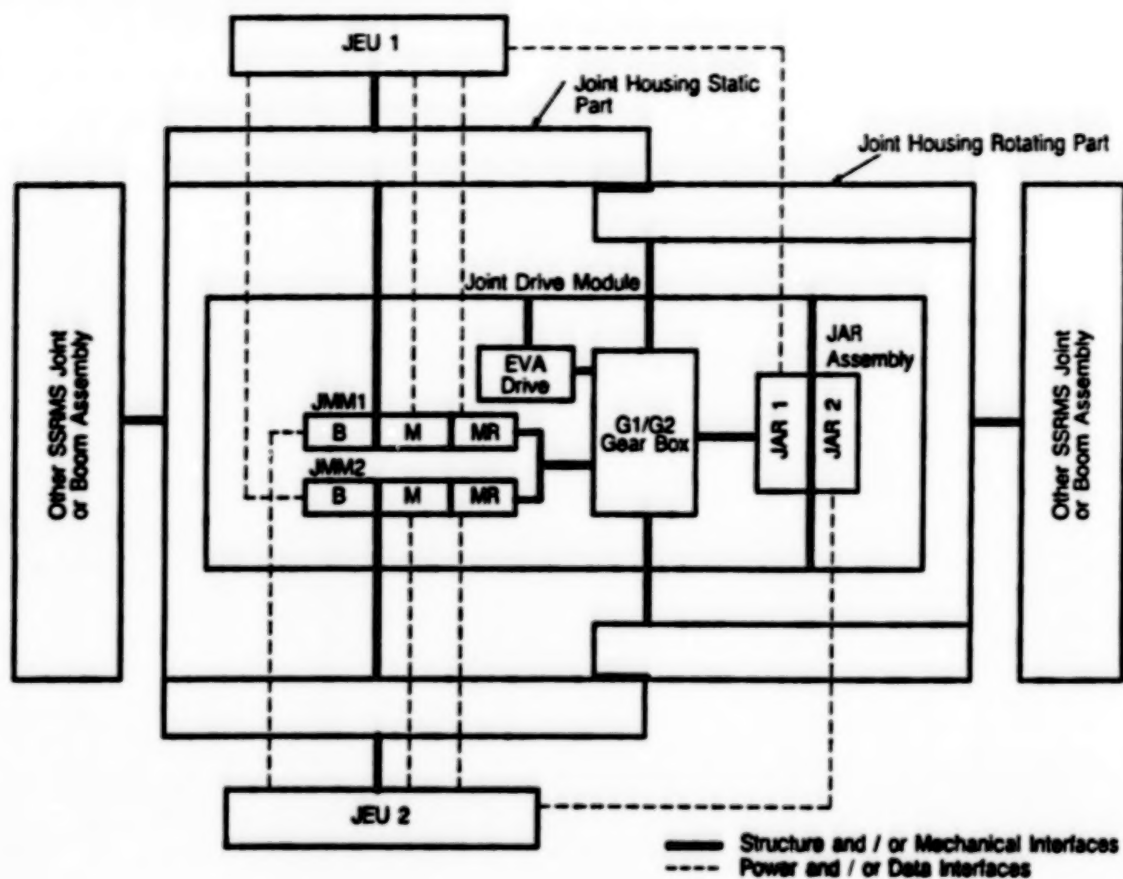 JEU 1
Joint Housing Static
Part
Joint Housing Rotating Part
Other SSRMS Joint
or Boom Assembly
Joint Drive Module
EVA
Drive
JAR
Assembly
JMM1
B M MR
JMM2
B M MR
G1/G2
Gear Box
JAR 1
JAR 2
Other SSRMS Joint
or Boom Assembly
JEU 2
Structure and / or Mechanical Interfaces
Power and / or Data Interfaces